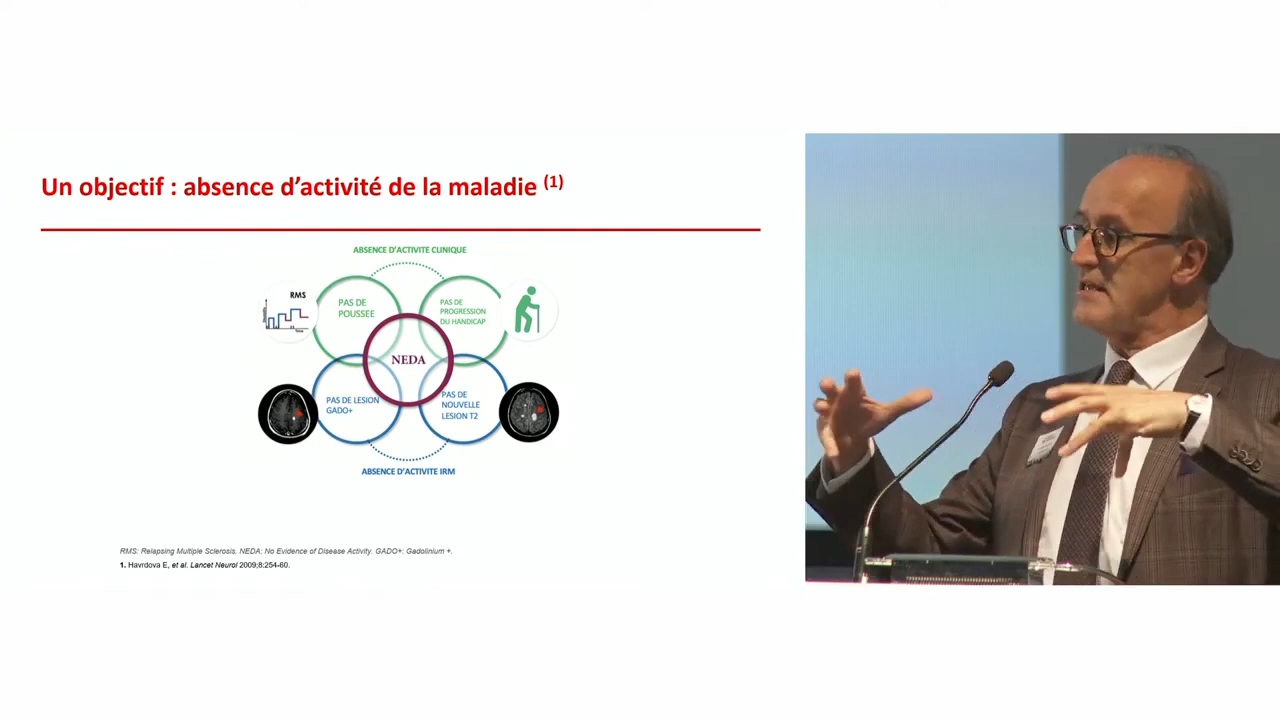 Un objectif : absence d'activité de la maladie (1)
ABSENCE D'ACTIVITE CLINIQUE
RMS
Time
PAS DE
POUSSEE
PAS DE
PROGRESSION
DU HANDICAP
NEDA
PAS DE LESION
GADO+
PAS DE
NOUVELLE
LESION T2
ABSENCE D'ACTIVITE IRM
RMS: Relapsing Multiple Sclerosis. NEDA: No Evidence of Disease Activity. GADO+: Gadolinium +.
1. Havrdova E, et al. Lancet Neurol 2009;8:254-60.